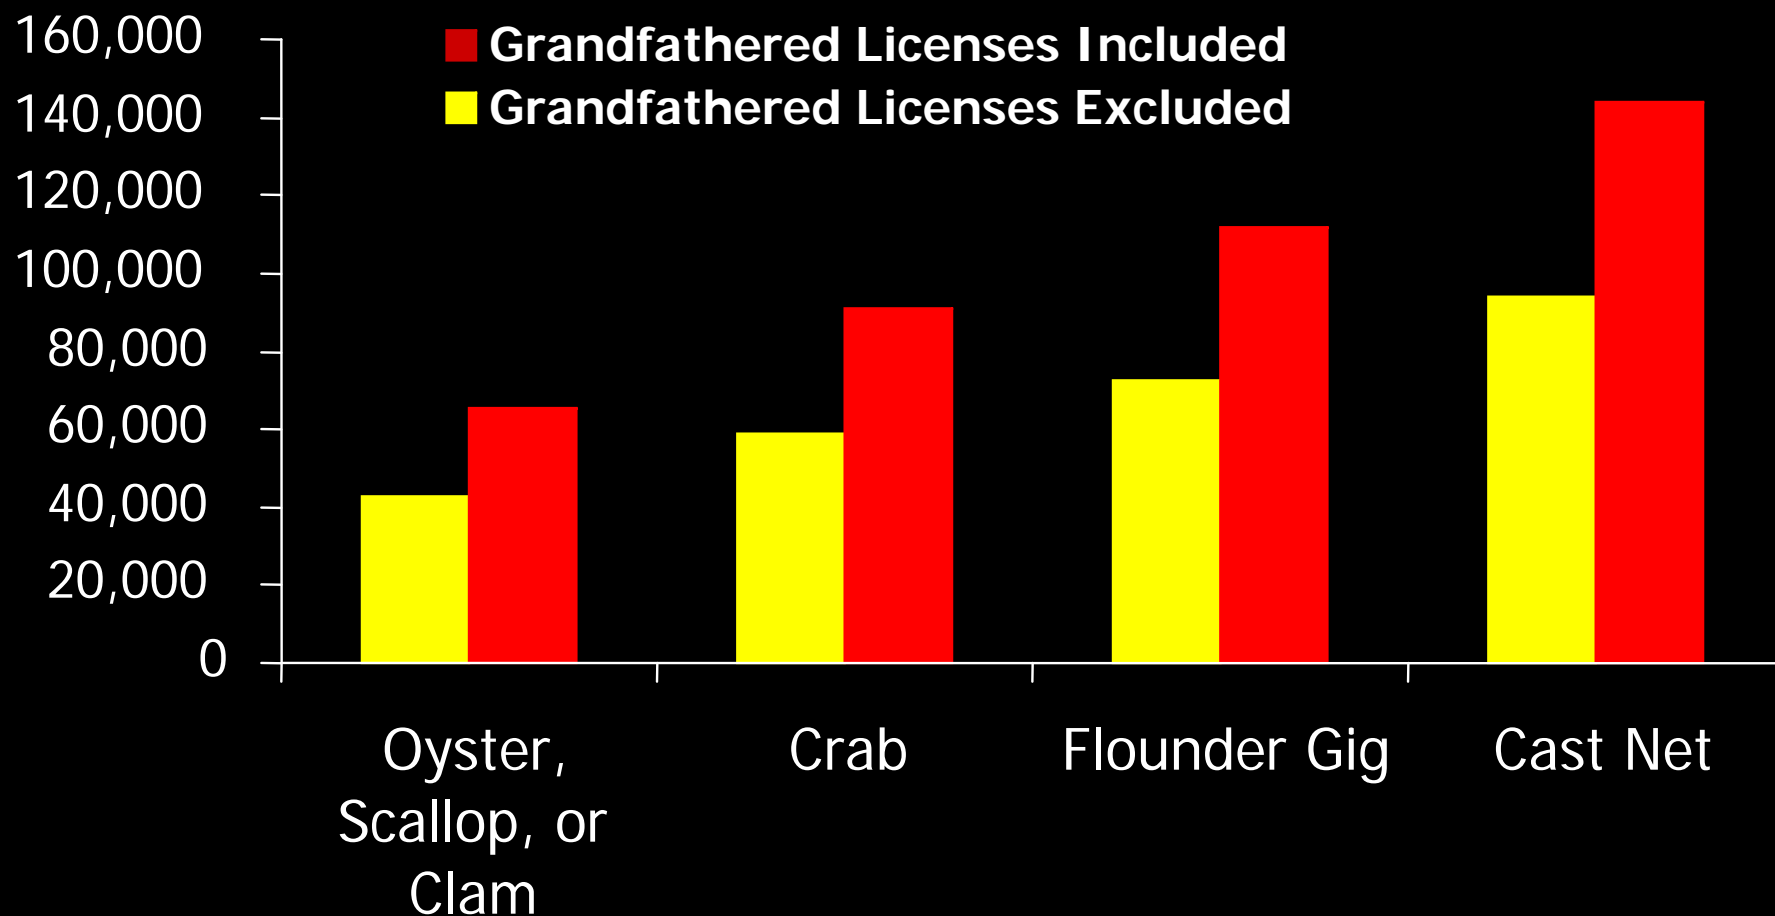 160,000
140,000
120,000
100,000
80,000
60,000
40,000
20,000
0
Grandfathered Licenses Included
Grandfathered Licenses Excluded
Oyster,
Scallop, or
Clam
Crab
Flounder Gig
Cast Net